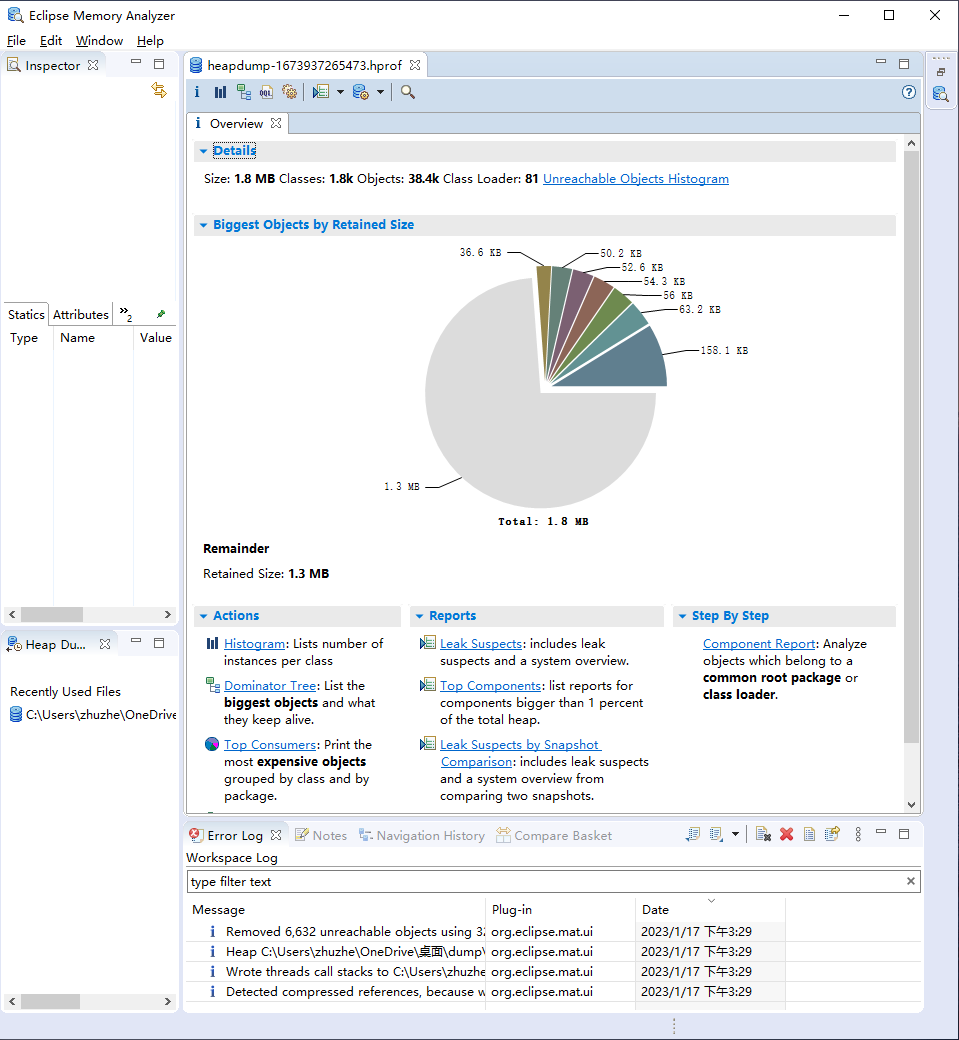 Eclipse Memory Analyzer
File Edit Window Help
Inspector
heapdump-1673937265473.hprof
Overview
Details
Size: 1.8 MB Classes: 1.8k Objects: 38.4k Class Loader: 81 Unreachable Objects Histogram
Biggest Objects by Retained Size
36.6 KB
50.2 KB
52.6 KB
54.3 KB
56 KB
63.2 KB
158.1 KB
1.3 MB
Total: 1.8 MB
Remainder
Retained Size: 1.3 MB
Statics Attributes »2
Type Name Value
Actions
Histogram: Lists number of
instances per class
Dominator Tree: List the
biggest objects and what
they keep alive.
Top Consumers: Print the
most expensive objects
grouped by class and by
package.
Reports
Leak Suspects: includes leak
suspects and a system overview.
Top Components: list reports for
components bigger than 1 percent
of the total heap.
Leak Suspects by Snapshot
Comparison: includes leak suspects
and a system overview from
comparing two snapshots.
Step By Step
Component Report: Analyze
objects which belong to a
common root package or
class loader.
Heap Du...
Recently Used Files
C:\Users\zhuzhe\OneDrive
Error Log Notes Navigation History Compare Basket
Workspace Log
type filter text
Message Plug-in Date
Removed 6,632 unreachable objects using 32 org.eclipse.mat.ui 2023/1/17 下午3:29
Heap C:\Users\zhuzhe\OneDrive\桌面\dump\ org.eclipse.mat.ui 2023/1/17 下午3:29
Wrote threads call stacks to C:\Users\zhuzhe org.eclipse.mat.ui 2023/1/17 下午3:29
Detected compressed references, because w org.eclipse.mat.ui 2023/1/17 下午3:29